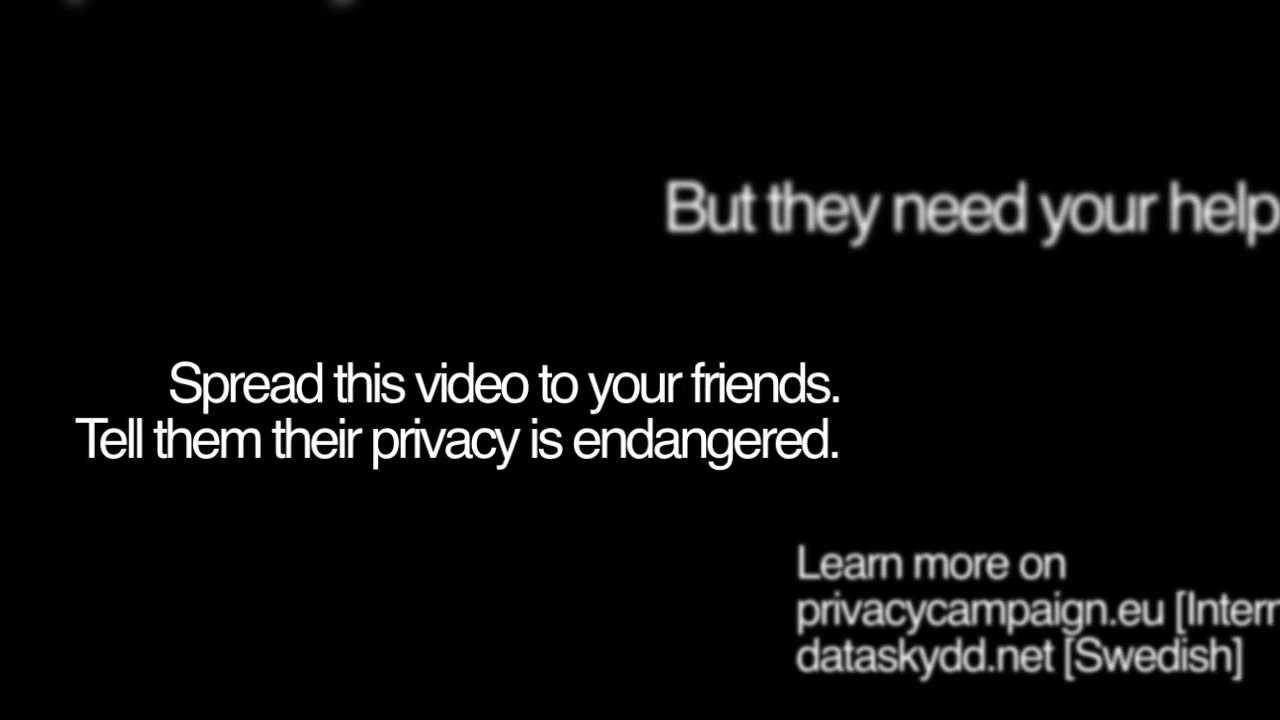 But they need your help
Spread this video to your friends.
Tell them their privacy is endangered.
Learn more on
privacycampaign.eu [Intern
dataskydd.net [Swedish]